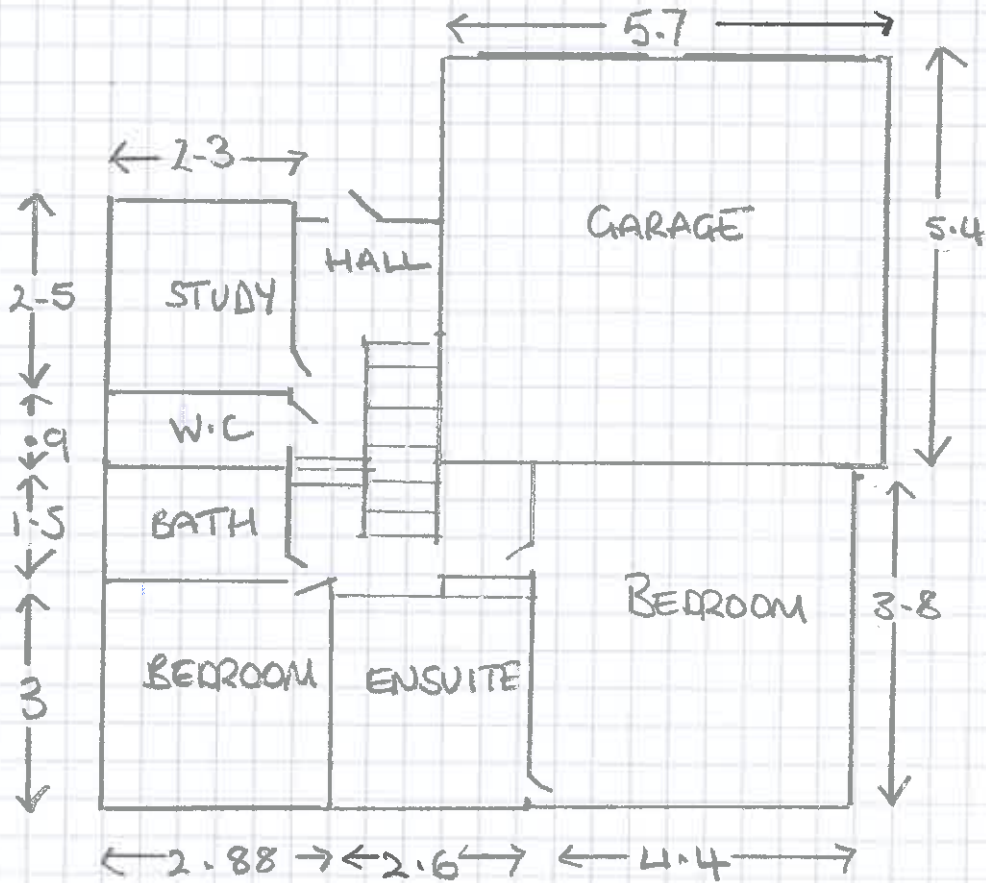 5.7
2-3
GARAGE
5.4
HALL
2-5
STUDY
W.C
.9
BATH
1-5
BEDROOM
3-8
BEDROOM
ENSUITE
3
2.88
2.6
4.4